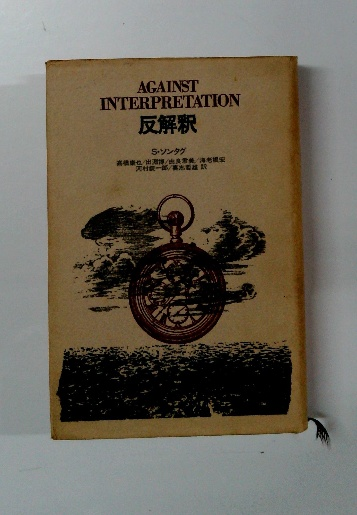 AGAINST
INTERPRETATION
反解釈
S・ソンタグ
高橋康也/出淵博/由良君美/海老根宏
河村錠一郎/喜志哲雄 訳